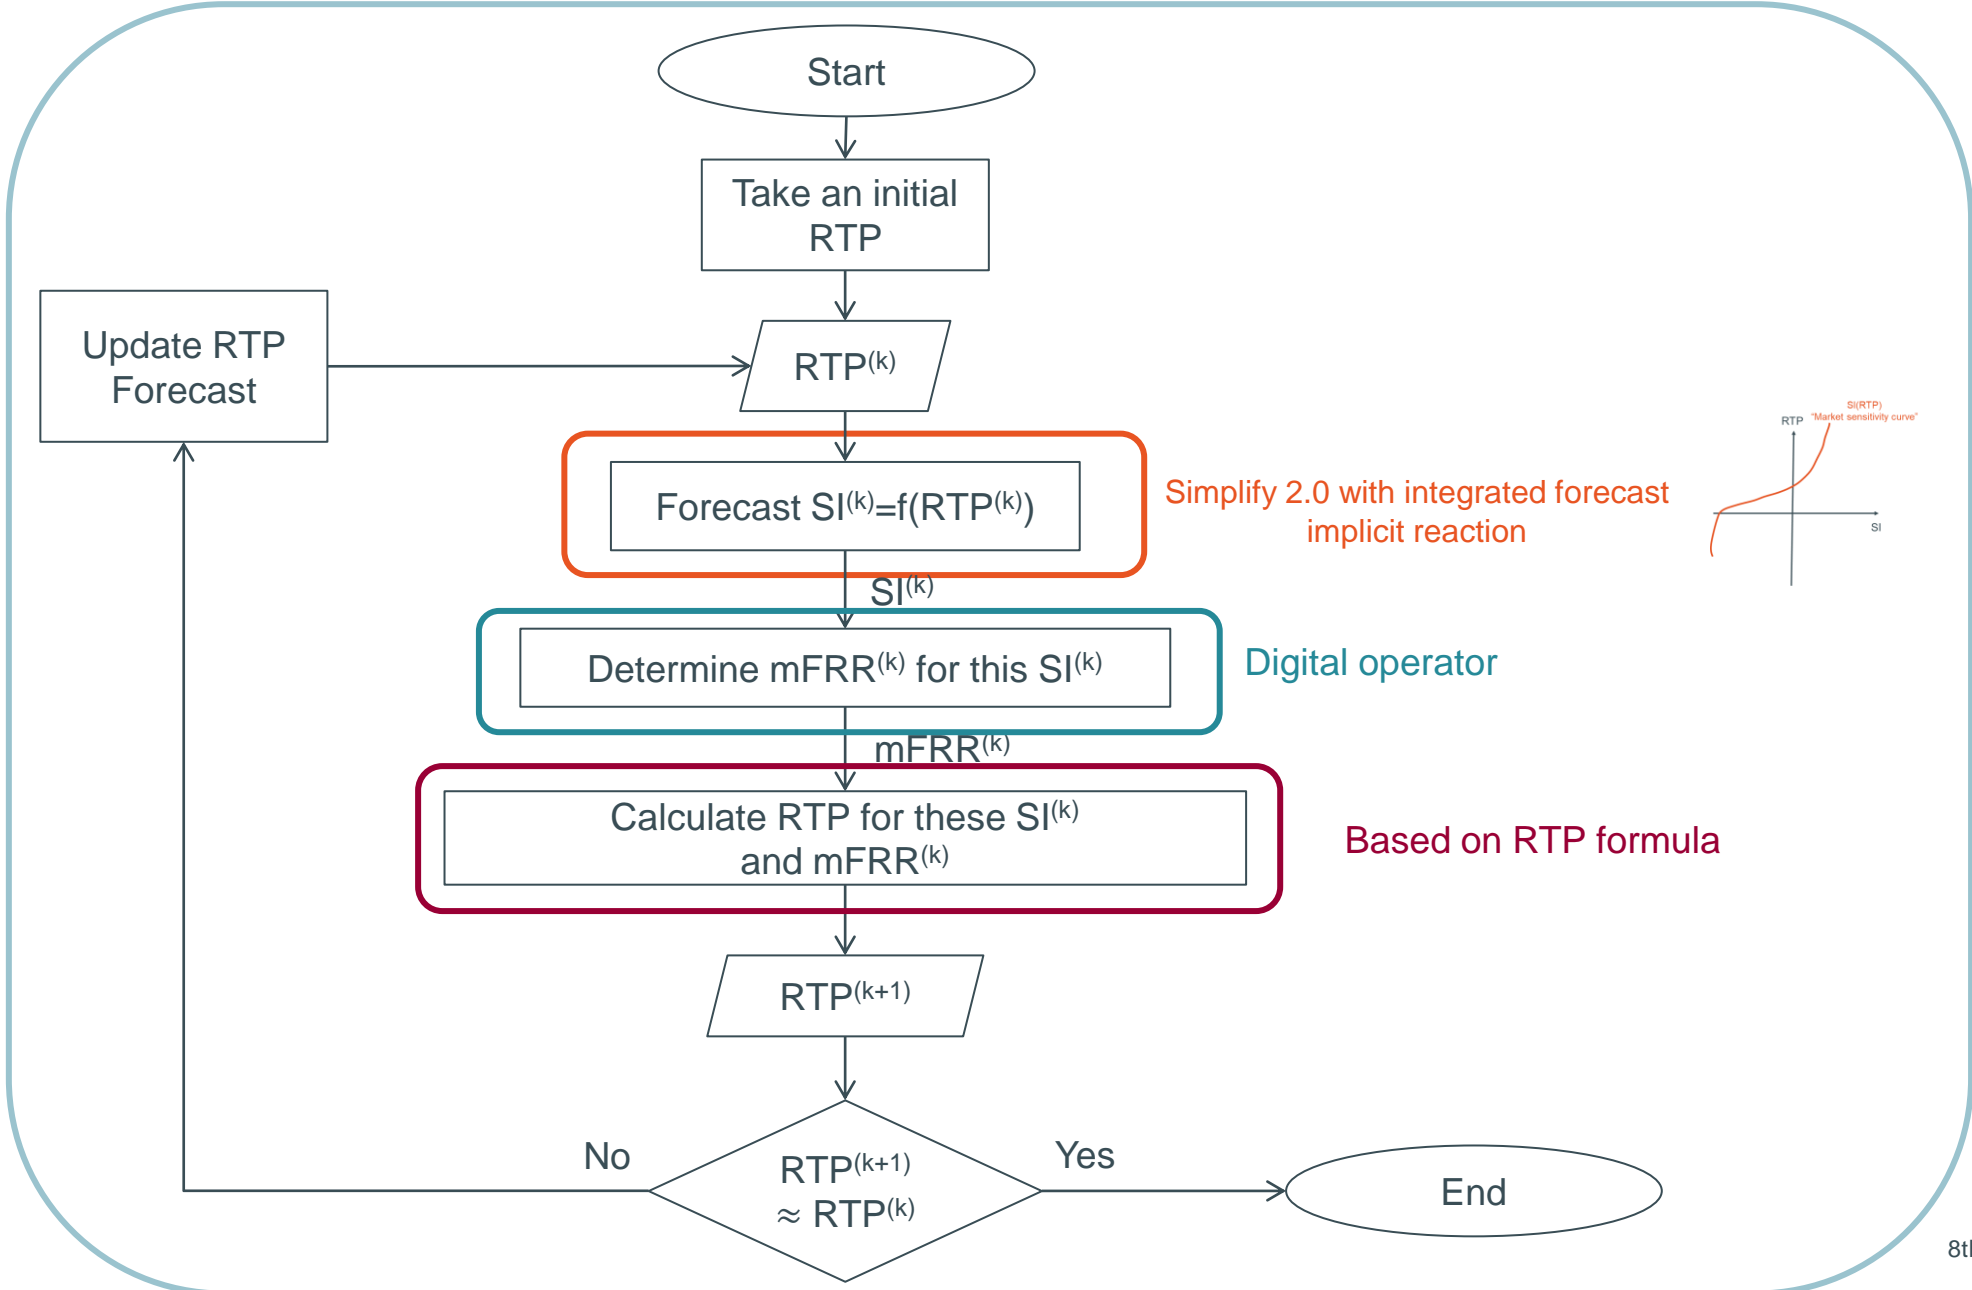 Start
Take an initial
RTP
Update RTP
Forecast
RTP⁽ᵏ⁾
SI(RTP)
"Market sensitivity curve"
RTP
SI
Forecast SI⁽ᵏ⁾=f(RTP⁽ᵏ⁾)
Simplify 2.0 with integrated forecast
implicit reaction
SI⁽ᵏ⁾
Determine mFRR⁽ᵏ⁾ for this SI⁽ᵏ⁾
Digital operator
mFRR⁽ᵏ⁾
Calculate RTP for these SI⁽ᵏ⁾
and mFRR⁽ᵏ⁾
Based on RTP formula
RTP⁽ᵏ⁺¹⁾
No
RTP⁽ᵏ⁺¹⁾
≈ RTP⁽ᵏ⁾
Yes
End